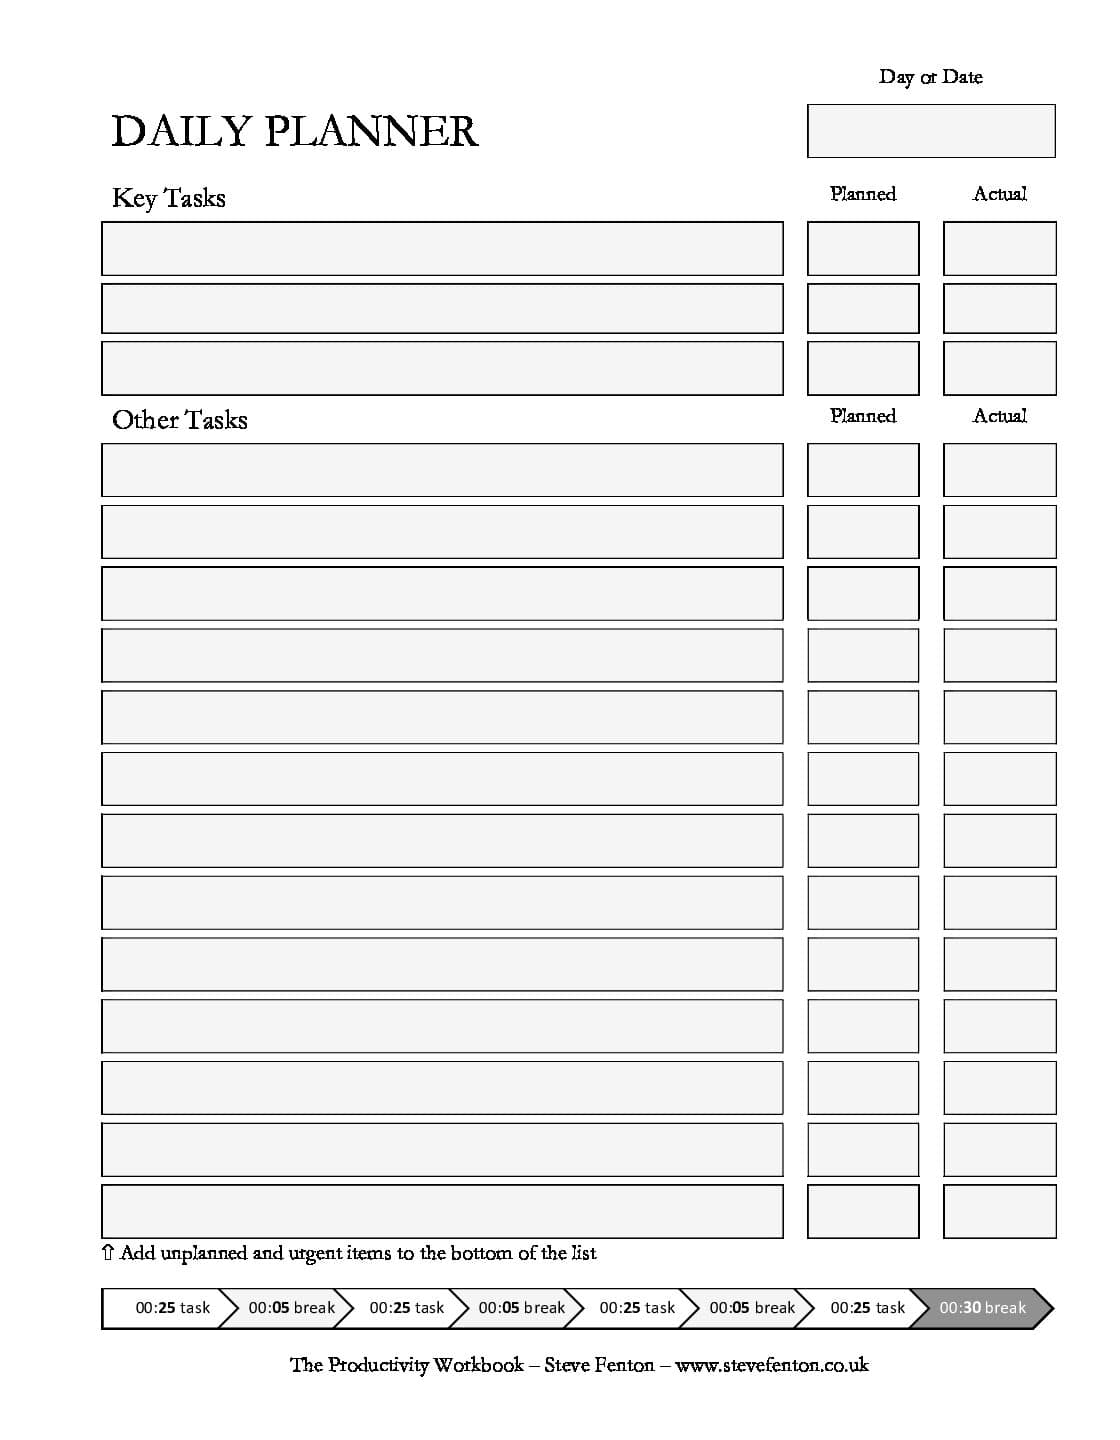 Day or Date
DAILY PLANNER
Key Tasks
Planned
Actual
Other Tasks
Planned
Actual
⇧ Add unplanned and urgent items to the bottom of the list
00:25 task
00:05 break
00:25 task
00:05 break
00:25 task
00:05 break
00:25 task
00:30 break
The Productivity Workbook – Steve Fenton – www.stevefenton.co.uk